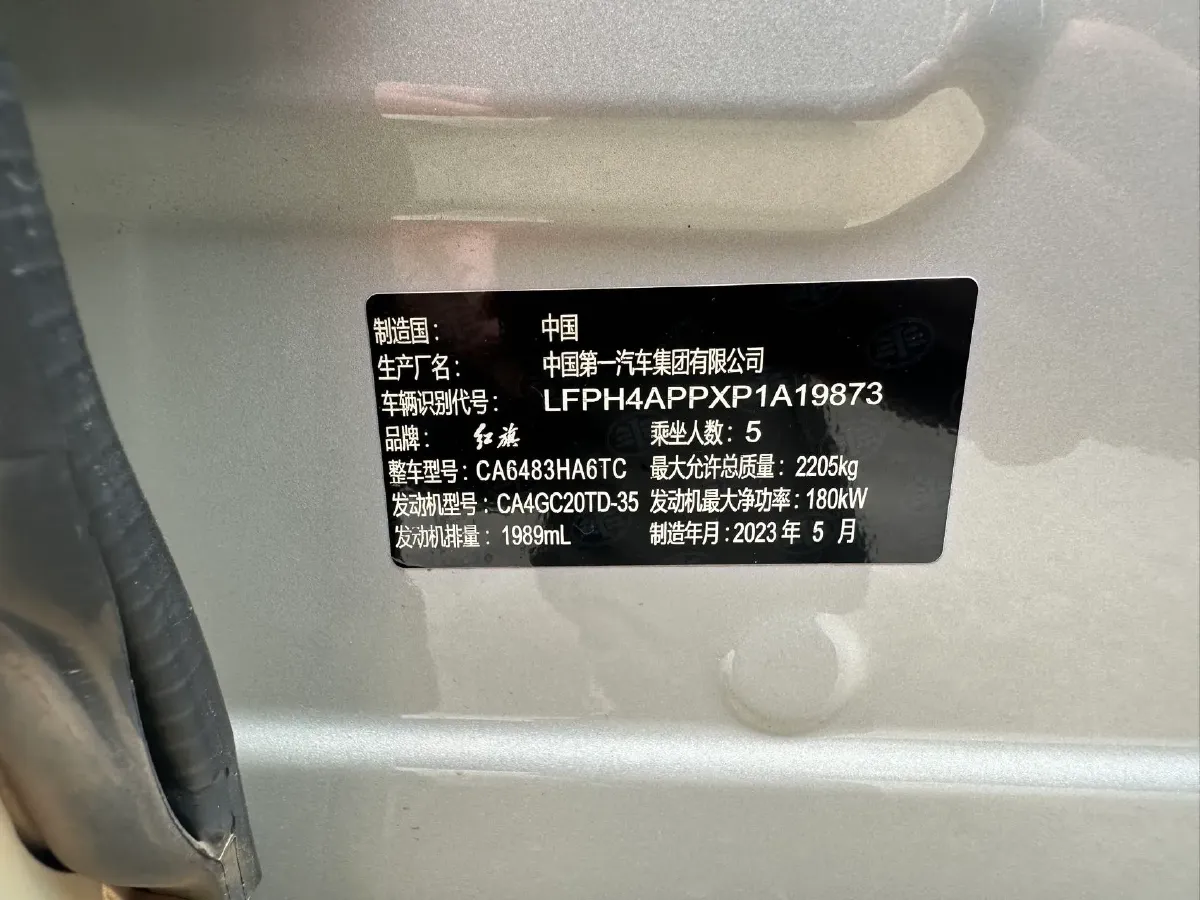 制造国： 中国
生产厂名： 中国第一汽车集团有限公司
车辆识别代号： LFPH4APPXP1A19873
品牌： 红旗 乘坐人数：5
整车型号：CA6483HA6TC 最大允许总质量：2205kg
发动机型号：CA4GC20TD-35 发动机最大净功率：180kW
发动机排量：1989mL 制造年月：2023 年 5 月